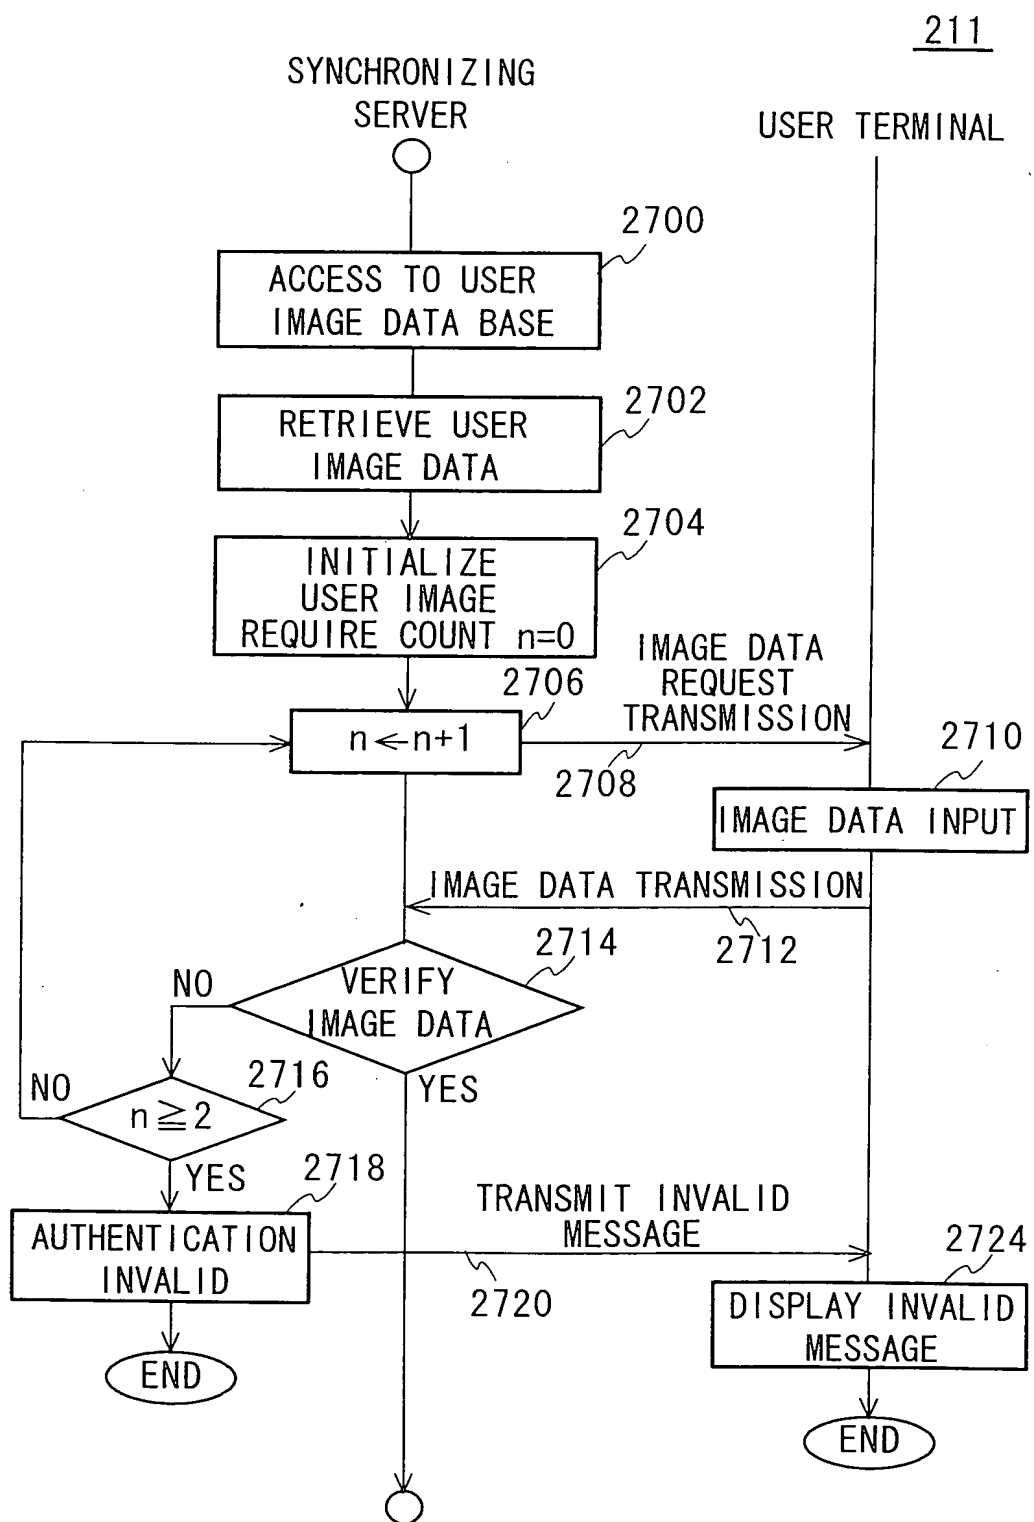 211
SYNCHRONIZING
SERVER
USER TERMINAL
2700
ACCESS TO USER
IMAGE DATA BASE
2702
RETRIEVE USER
IMAGE DATA
2704
INITIALIZE
USER IMAGE
REQUIRE COUNT n=0
IMAGE DATA
REQUEST
TRANSMISSION
2706
n←n+1
2708
2710
IMAGE DATA INPUT
IMAGE DATA TRANSMISSION
2712
2714
VERIFY
IMAGE DATA
NO
YES
2716
NO
n≧2
YES
2718
AUTHENTICATION
INVALID
TRANSMIT INVALID
MESSAGE
2720
2724
DISPLAY INVALID
MESSAGE
END
END